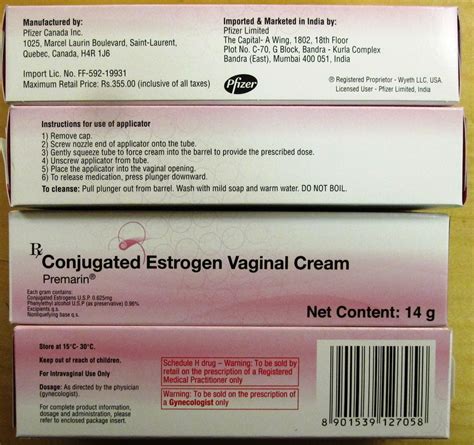 Manufactured by:
Pfizer Canada Inc.
1025, Marcel Laurin Boulevard, Saint-Laurent,
Quebec, Canada, H4R 1J6
Import Lic. No. FF-592-19931
Maximum Retail Price: Rs.355.00 (inclusive of all taxes)
Imported & Marketed in India by:
Pfizer Limited
The Capital- A Wing, 1802, 18th Floor
Plot No. C-70, G Block, Bandra - Kurla Complex
Bandra (East), Mumbai 400 051, India
Pfizer
® Registered Proprietor - Wyeth LLC. USA.
Licensed User - Pfizer Limited, India
Instructions for use of applicator
1) Remove cap.
2) Screw nozzle end of applicator onto the tube.
3) Gently squeeze tube to force cream into the barrel to provide the prescribed dose.
4) Unscrew applicator from tube.
5) Place the applicator into the vaginal opening.
6) To release medication, press plunger downward.
To cleanse: Pull plunger out from barrel. Wash with mild soap and warm water. DO NOT BOIL.
Rx
Conjugated Estrogen Vaginal Cream
Premarin®
Each gram contains:
Conjugated Estrogens U.S.P. 0.625mg
Phenylethyl alcohol U.S.P (as preservative) 0.96%
Excipients q.s.
Nonliquefying base q.s.
Net Content: 14 g
Store at 15°C- 30°C.
Keep out of reach of children.
For Intravaginal Use Only
Dosage: As directed by the physician
(gynecologist).
For complete product information,
dosage and administration, please
refer to enclosed package insert.
Schedule H drug – Warning: To be sold by
retail on the prescription of a Registered
Medical Practitioner only
Warning: To be sold on the prescription of
a Gynecologist only
8 901539 127058